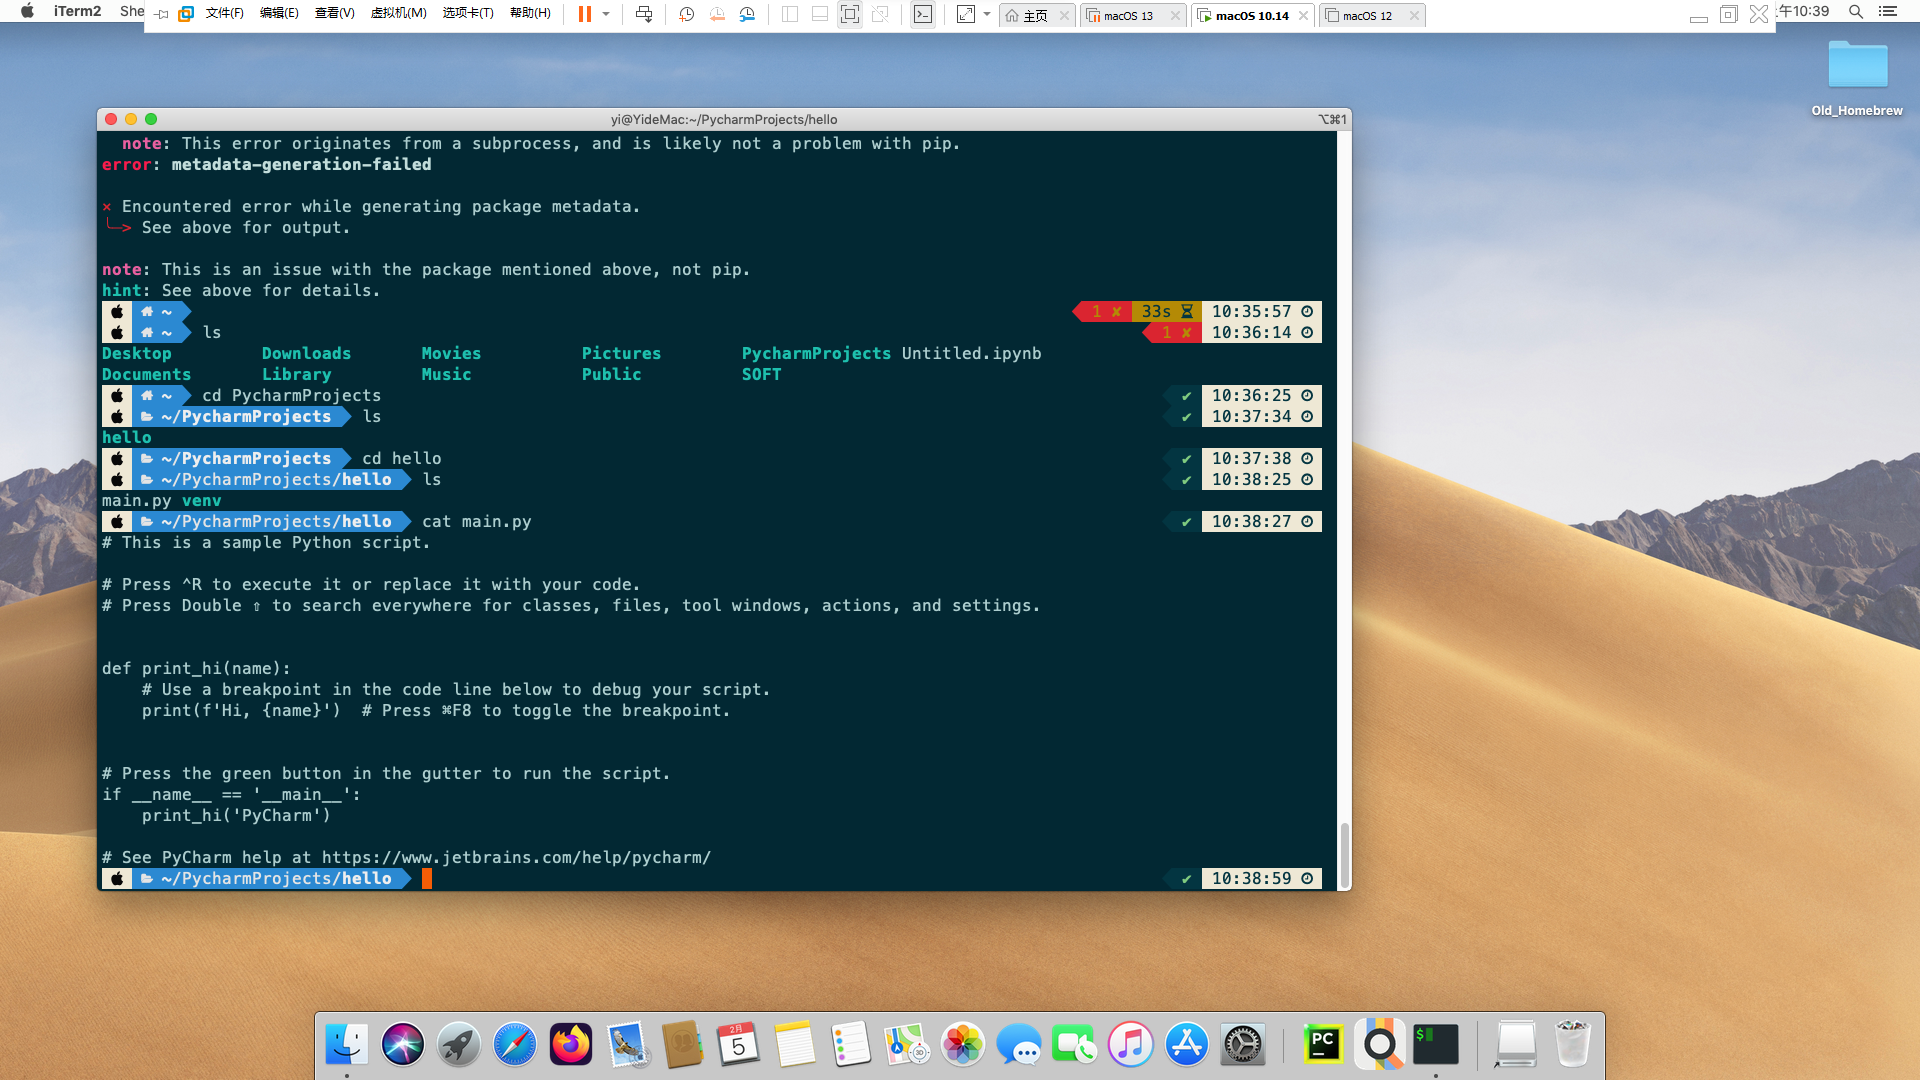 iTerm2 She 文件(F) 编辑(E) 查看(V) 虚拟机(M) 选项卡(T) 帮助(H) 主页 macOS 13 macOS 10.14 macOS 12 午10:39
Old_Homebrew
yi@YideMac:~/PycharmProjects/hello ⌥⌘1
note: This error originates from a subprocess, and is likely not a problem with pip.
error: metadata-generation-failed
× Encountered error while generating package metadata.
╰─> See above for output.
note: This is an issue with the package mentioned above, not pip.
hint: See above for details.
~ 1 ✘ 33s 10:35:57
~ ls 1 ✘ 10:36:14
Desktop Downloads Movies Pictures PycharmProjects Untitled.ipynb
Documents Library Music Public SOFT
~ cd PycharmProjects ✔ 10:36:25
~/PycharmProjects ls ✔ 10:37:34
hello
~/PycharmProjects cd hello ✔ 10:37:38
~/PycharmProjects/hello ls ✔ 10:38:25
main.py venv
~/PycharmProjects/hello cat main.py ✔ 10:38:27
# This is a sample Python script.
# Press ^R to execute it or replace it with your code.
# Press Double ⇧ to search everywhere for classes, files, tool windows, actions, and settings.
def print_hi(name):
    # Use a breakpoint in the code line below to debug your script.
    print(f'Hi, {name}')  # Press ⌘F8 to toggle the breakpoint.
# Press the green button in the gutter to run the script.
if __name__ == '__main__':
    print_hi('PyCharm')
# See PyCharm help at https://www.jetbrains.com/help/pycharm/
~/PycharmProjects/hello ✔ 10:38:59
2月
5
3D
PC
$